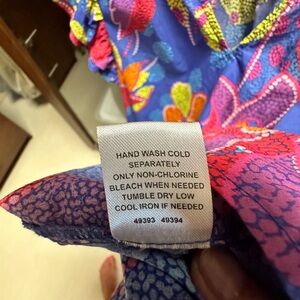 HAND WASH COLD
SEPARATELY
ONLY NON-CHLORINE
BLEACH WHEN NEEDED
TUMBLE DRY LOW
COOL IRON IF NEEDED
49393 49394